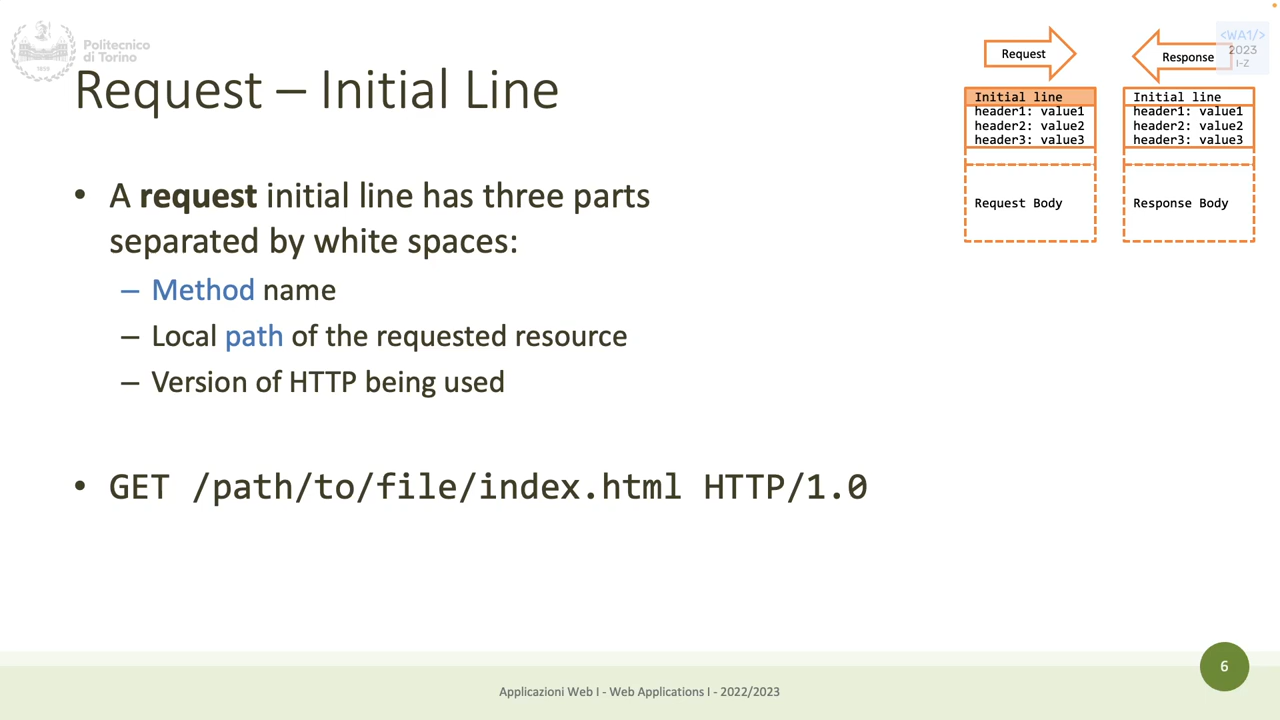 Politecnico
di Torino
1859
Request – Initial Line
<WA1/>
2023
I-Z
Request
Response
Initial line
header1: value1
header2: value2
header3: value3
Request Body
Initial line
header1: value1
header2: value2
header3: value3
Response Body
• A request initial line has three parts
separated by white spaces:
– Method name
– Local path of the requested resource
– Version of HTTP being used
• GET /path/to/file/index.html HTTP/1.0
Applicazioni Web I - Web Applications I - 2022/2023
6